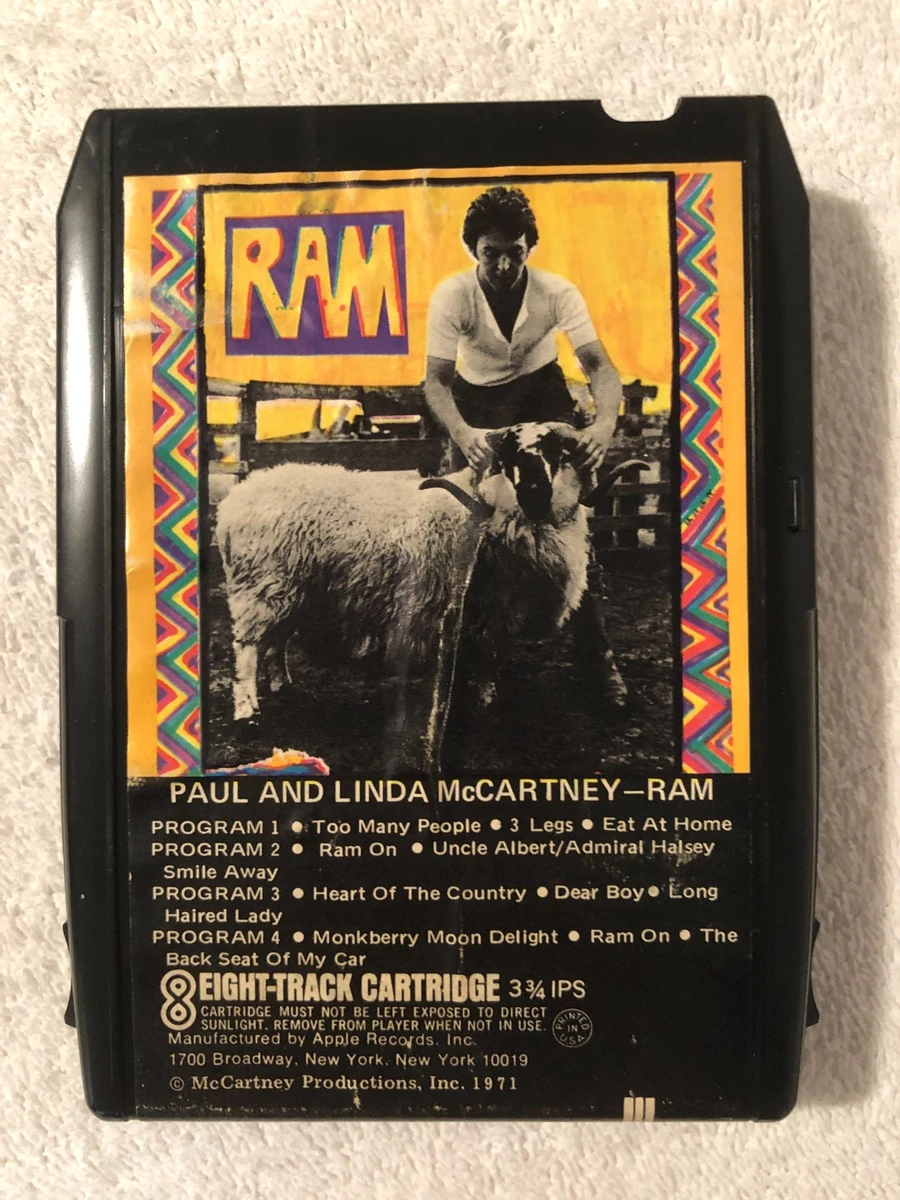 RAM
PAUL AND LINDA McCARTNEY—RAM
PROGRAM 1 ● Too Many People ● 3 Legs ● Eat At Home
PROGRAM 2 ● Ram On ● Uncle Albert/Admiral Halsey
Smile Away
PROGRAM 3 ● Heart Of The Country ● Dear Boy ● Long
Haired Lady
PROGRAM 4 ● Monkberry Moon Delight ● Ram On ● The
Back Seat Of My Car
8 EIGHT-TRACK CARTRIDGE 3¾ IPS
CARTRIDGE MUST NOT BE LEFT EXPOSED TO DIRECT
SUNLIGHT. REMOVE FROM PLAYER WHEN NOT IN USE.
PRINTED
IN
USA
Manufactured by Apple Records, Inc.
1700 Broadway, New York, New York 10019
© McCartney Productions, Inc. 1971